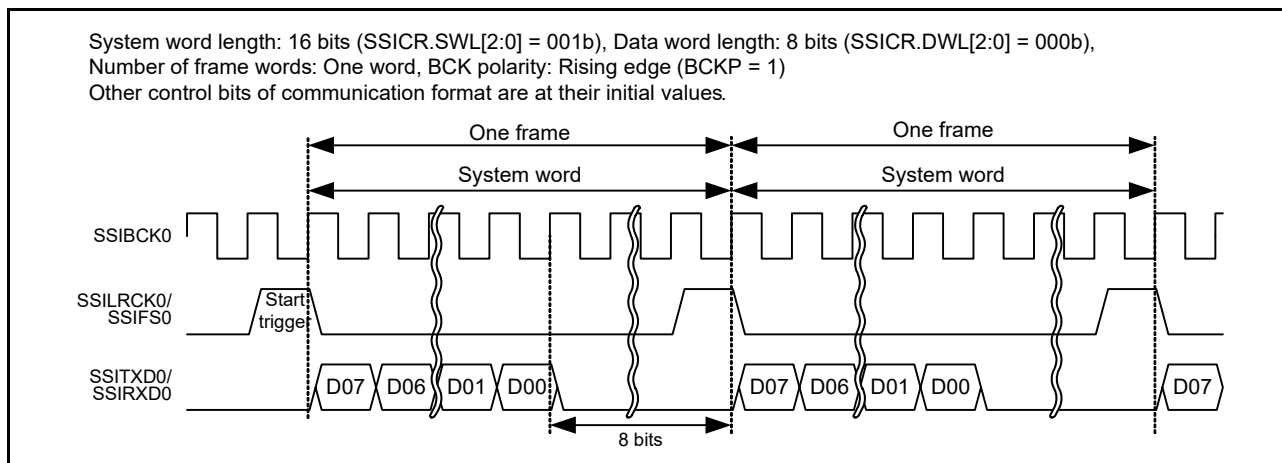 System word length: 16 bits (SSICR.SWL[2:0] = 001b), Data word length: 8 bits (SSICR.DWL[2:0] = 000b),
Number of frame words: One word, BCK polarity: Rising edge (BCKP = 1)
Other control bits of communication format are at their initial values.
One frame One frame
System word System word
SSIBCK0
SSILRCK0/
SSIFS0
Start
trigger
SSITXD0/
SSIRXD0
D07 D06 D01 D00 D07 D06 D01 D00 D07
8 bits